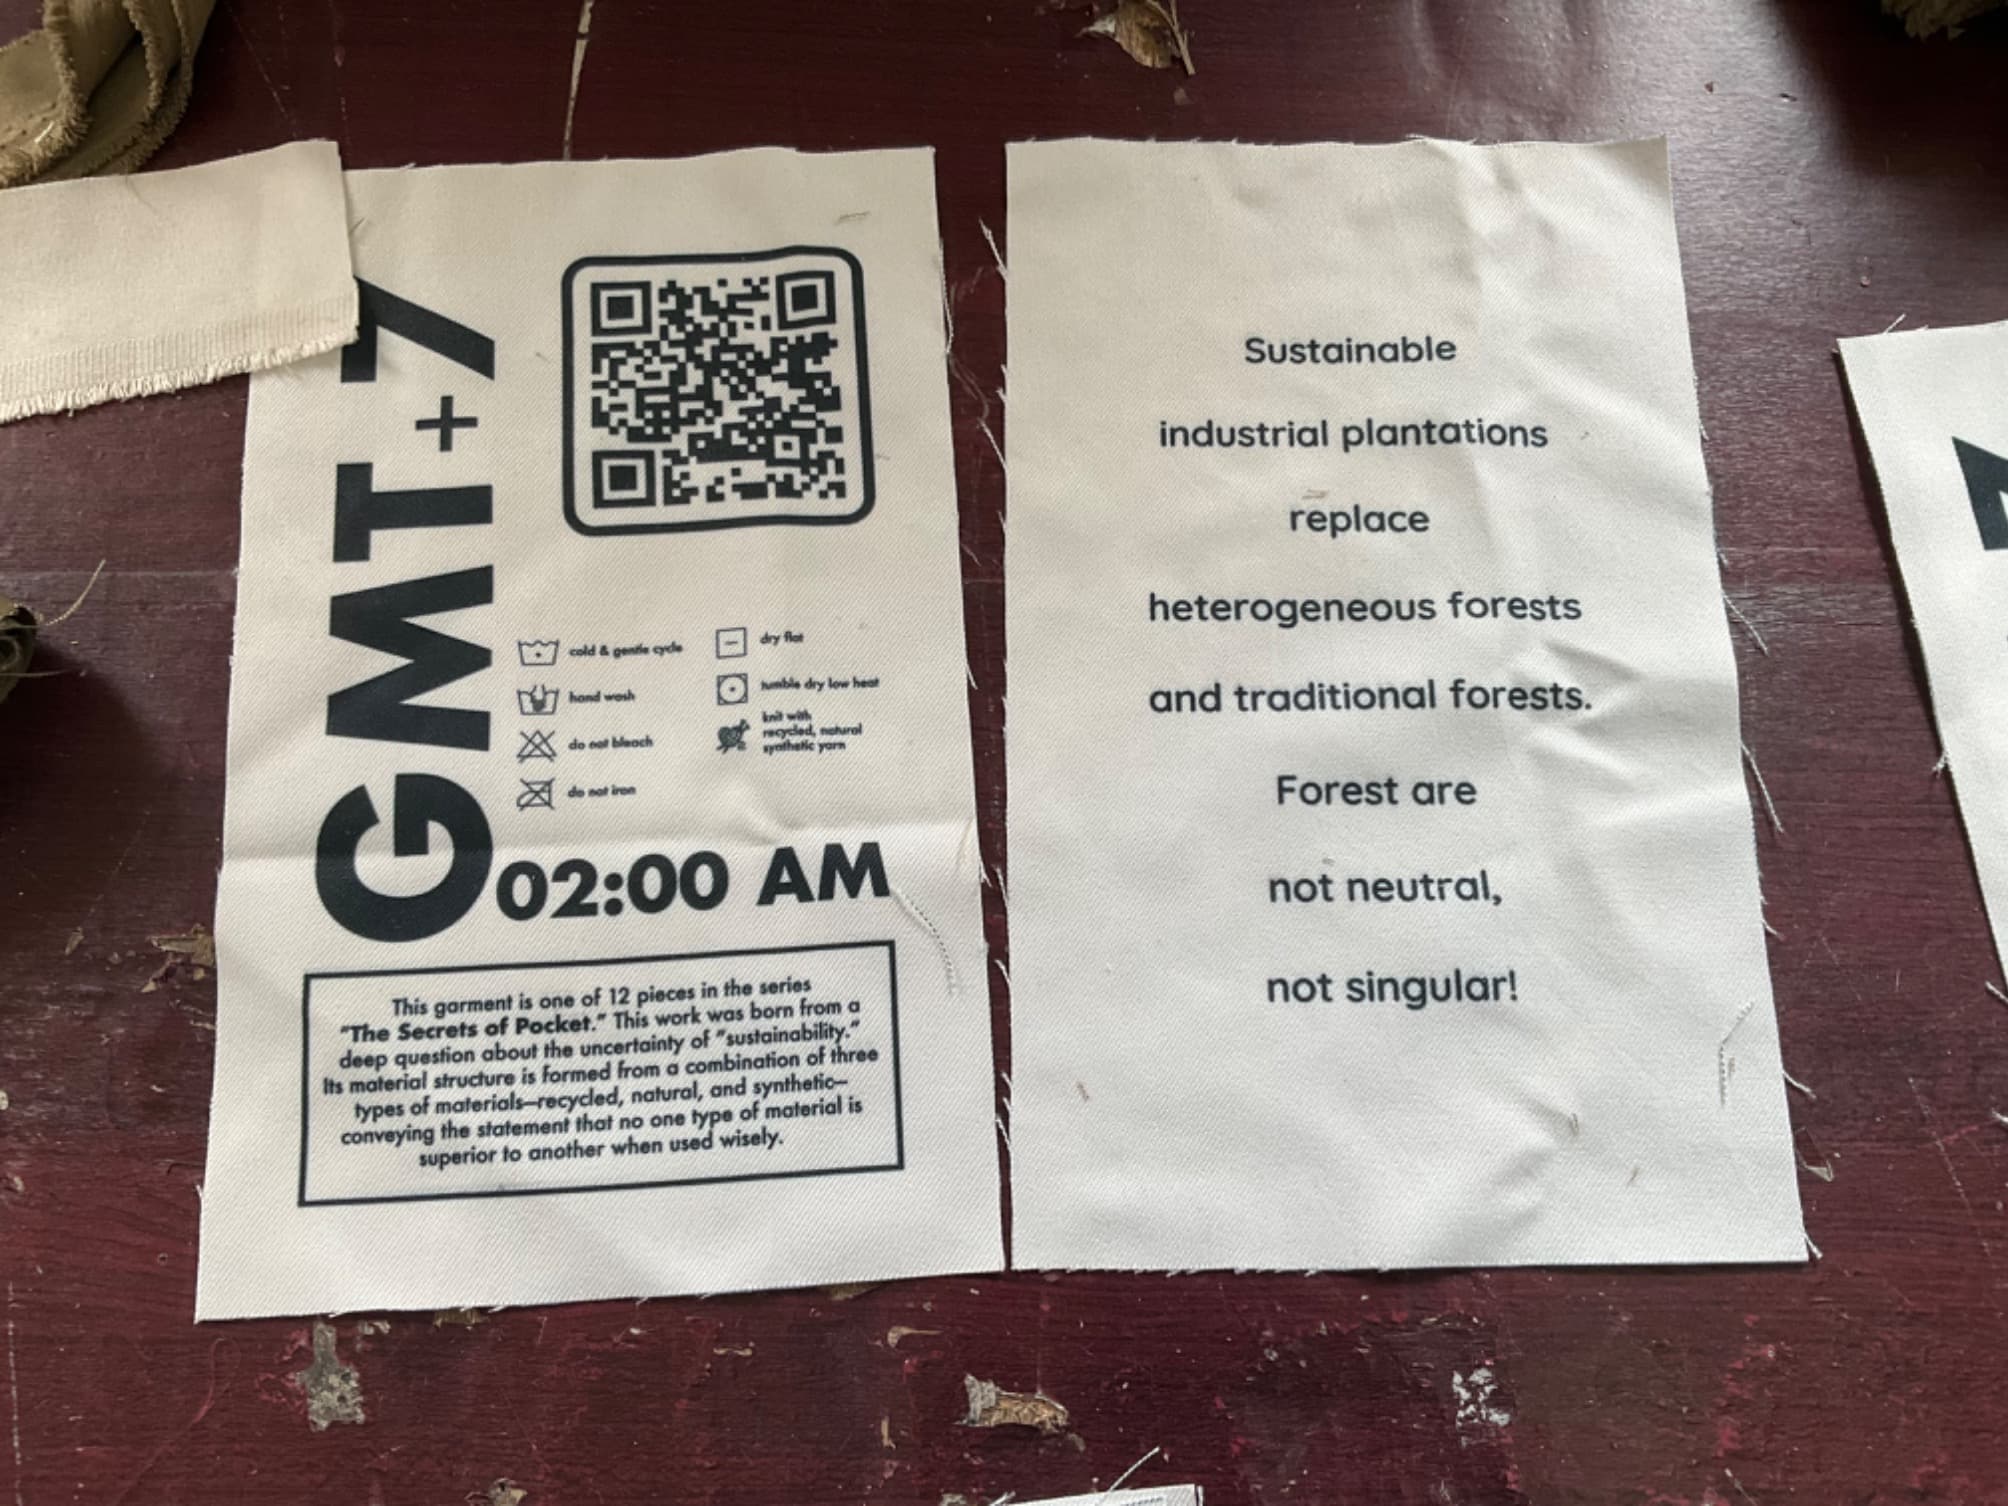 GMT+7
cold & gentle cycle
hand wash
do not bleach
do not iron
dry flat
tumble dry low heat
knit with
recycled, natural
synthetic yarn
02:00 AM
This garment is one of 12 pieces in the series
"The Secrets of Pocket." This work was born from a
deep question about the uncertainty of "sustainability."
Its material structure is formed from a combination of three
types of materials—recycled, natural, and synthetic—
conveying the statement that no one type of material is
superior to another when used wisely.
Sustainable
industrial plantations
replace
heterogeneous forests
and traditional forests.
Forest are
not neutral,
not singular!